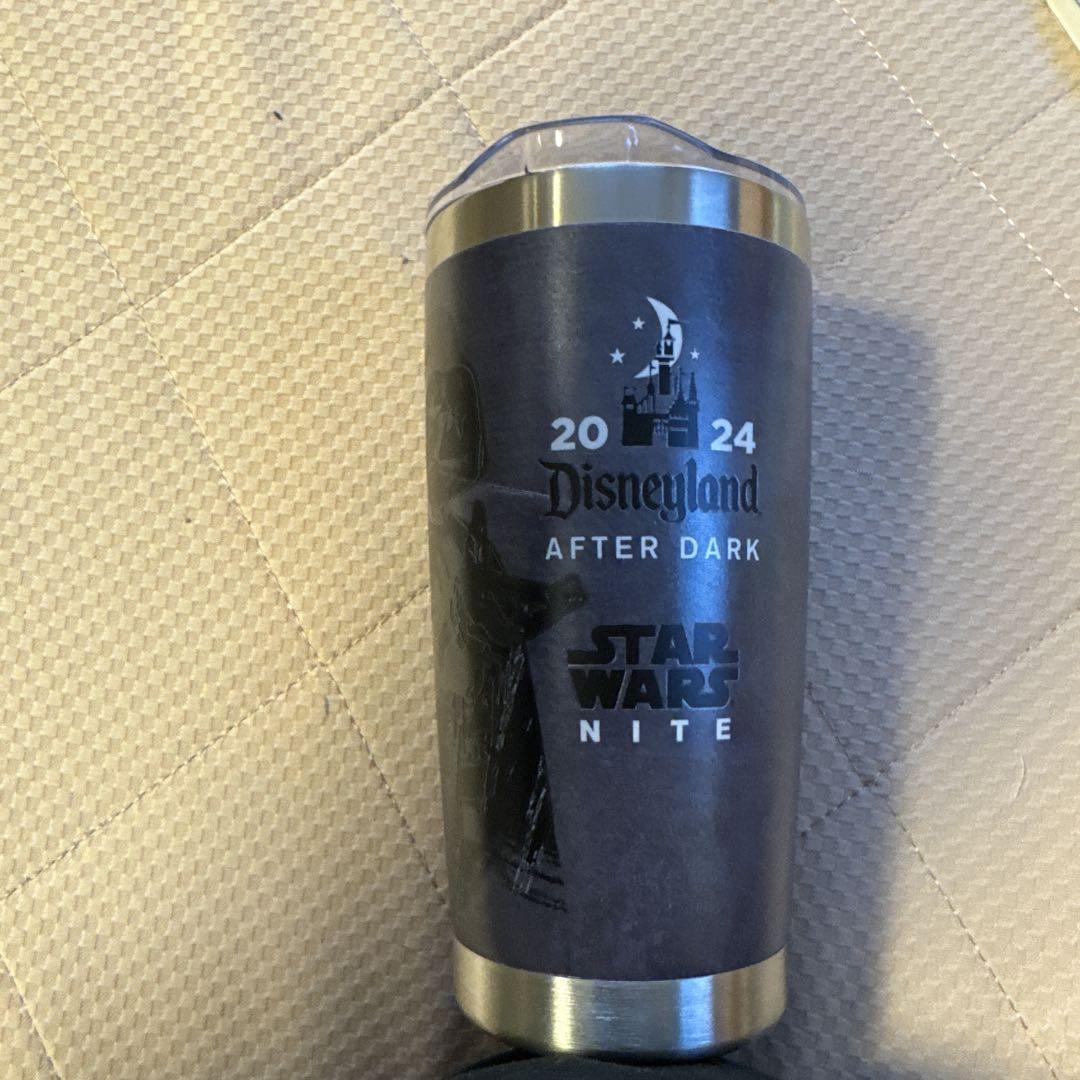 20 24
Disneyland
AFTER DARK
STAR
WARS
NITE